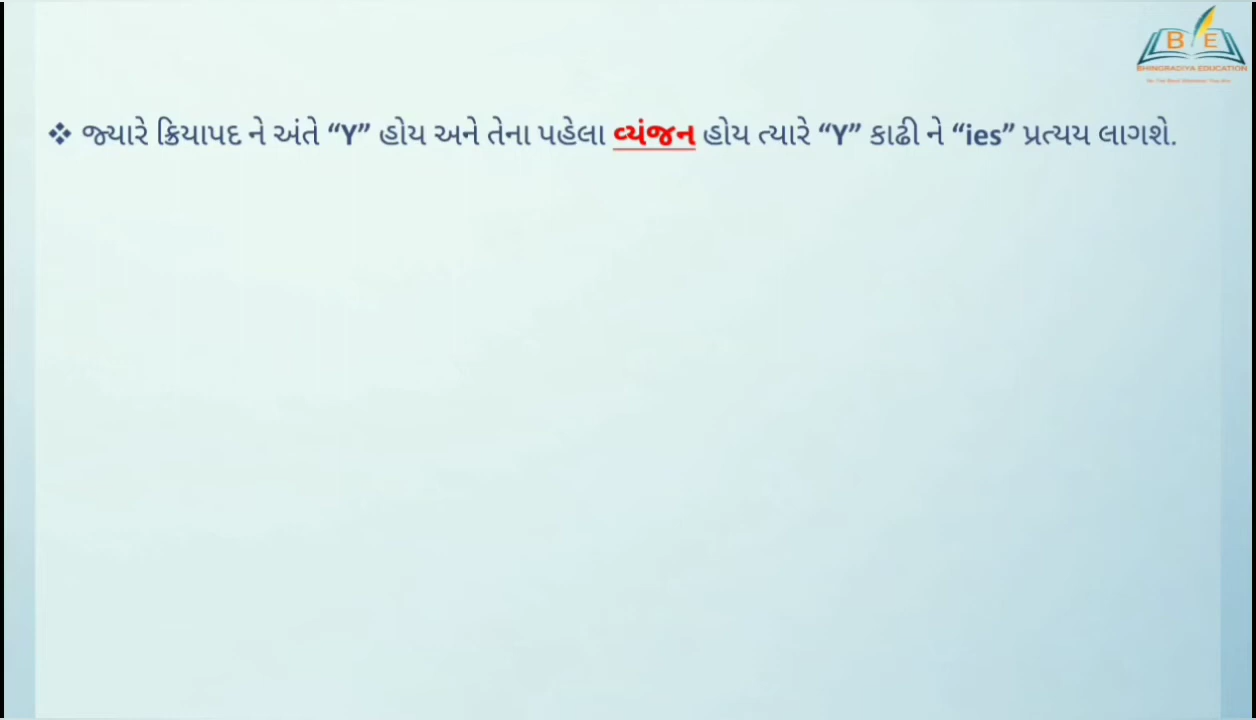 B E
BHINGRADIYA EDUCATION
❖ જ્યારે ક્રિયાપદ ને અંતે “Y” હોય અને તેના પહેલા વ્યંજન હોય ત્યારે “Y” કાઢી ને “ies” પ્રત્યય લાગશે.